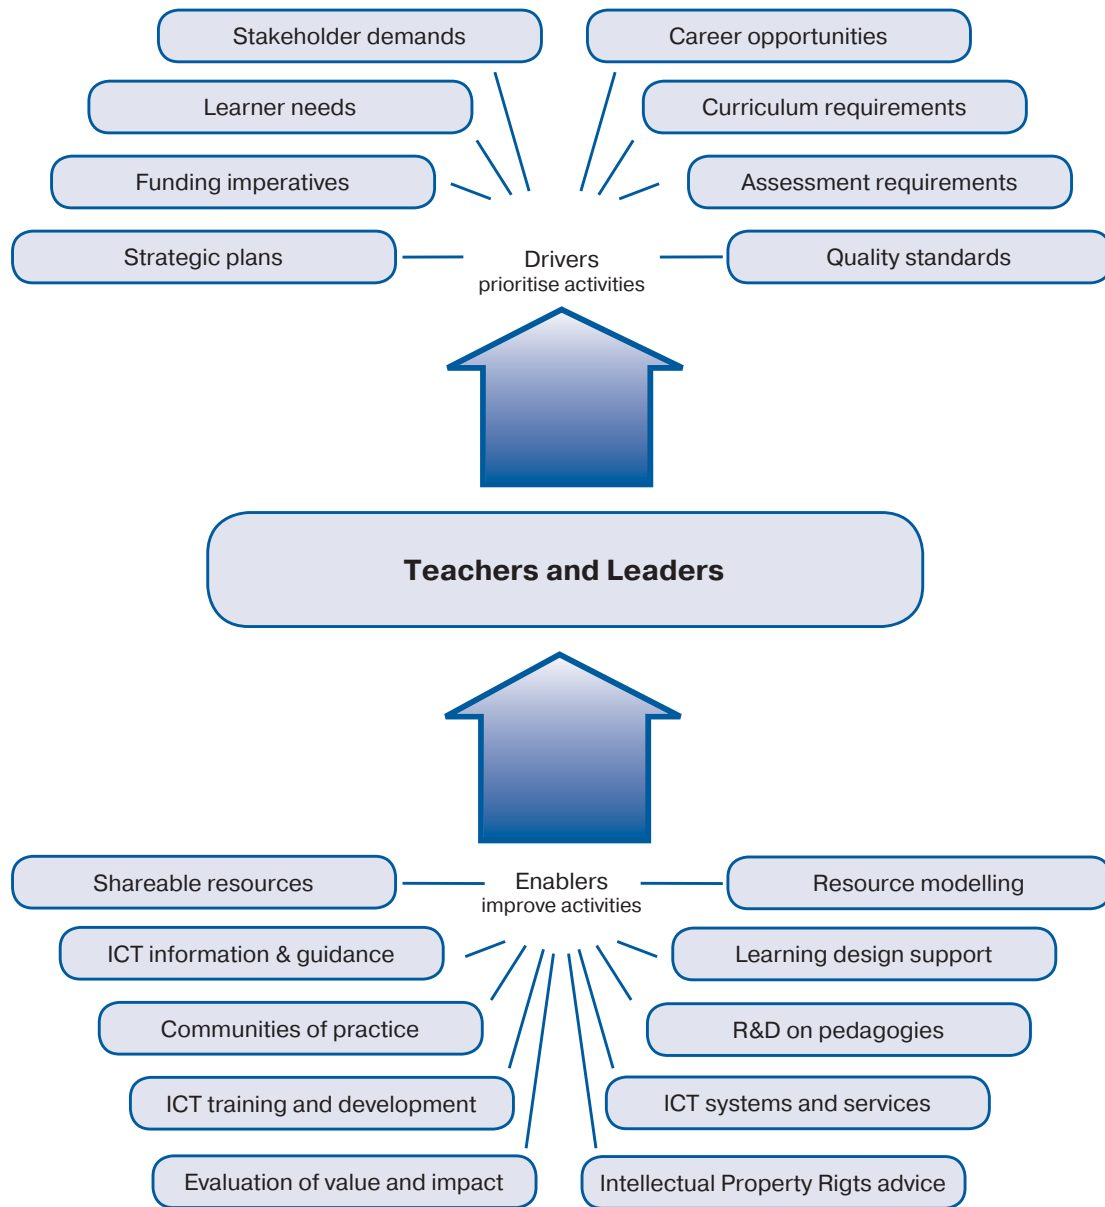 Stakeholder demands
Career opportunities
Learner needs
Curriculum requirements
Funding imperatives
Assessment requirements
Strategic plans
Drivers
prioritise activities
Quality standards
Teachers and Leaders
Shareable resources
Enablers
improve activities
Resource modelling
ICT information & guidance
Learning design support
Communities of practice
R&D on pedagogies
ICT training and development
ICT systems and services
Evaluation of value and impact
Intellectual Property Rigts advice